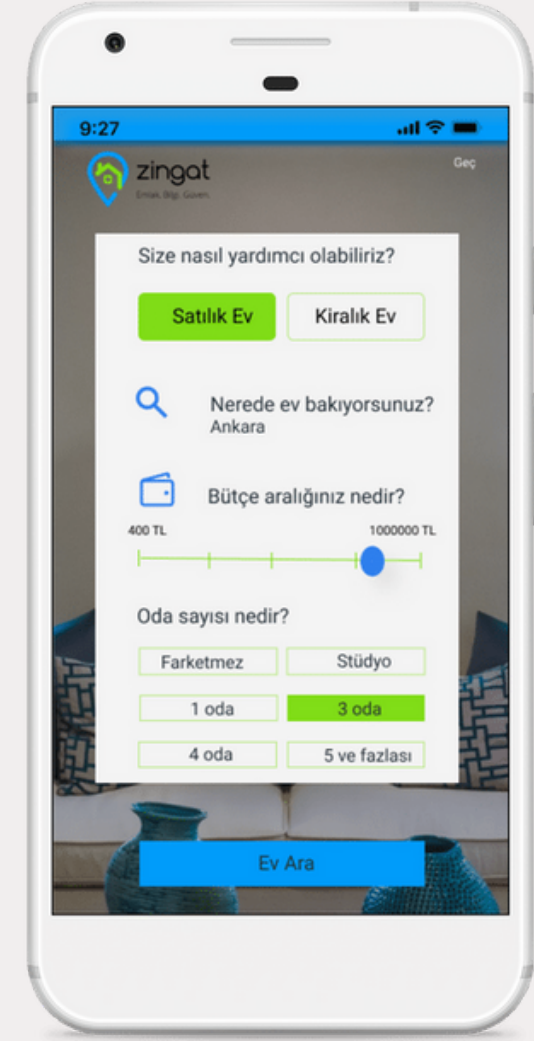 9:27
zingat
Geç
Emlak. Bilgi. Güven.
Size nasıl yardımcı olabiliriz?
Satılık Ev
Kiralık Ev
Nerede ev bakıyorsunuz?
Ankara
Bütçe aralığınız nedir?
400 TL
1000000 TL
Oda sayısı nedir?
Farketmez
Stüdyo
1 oda
3 oda
4 oda
5 ve fazlası
Ev Ara